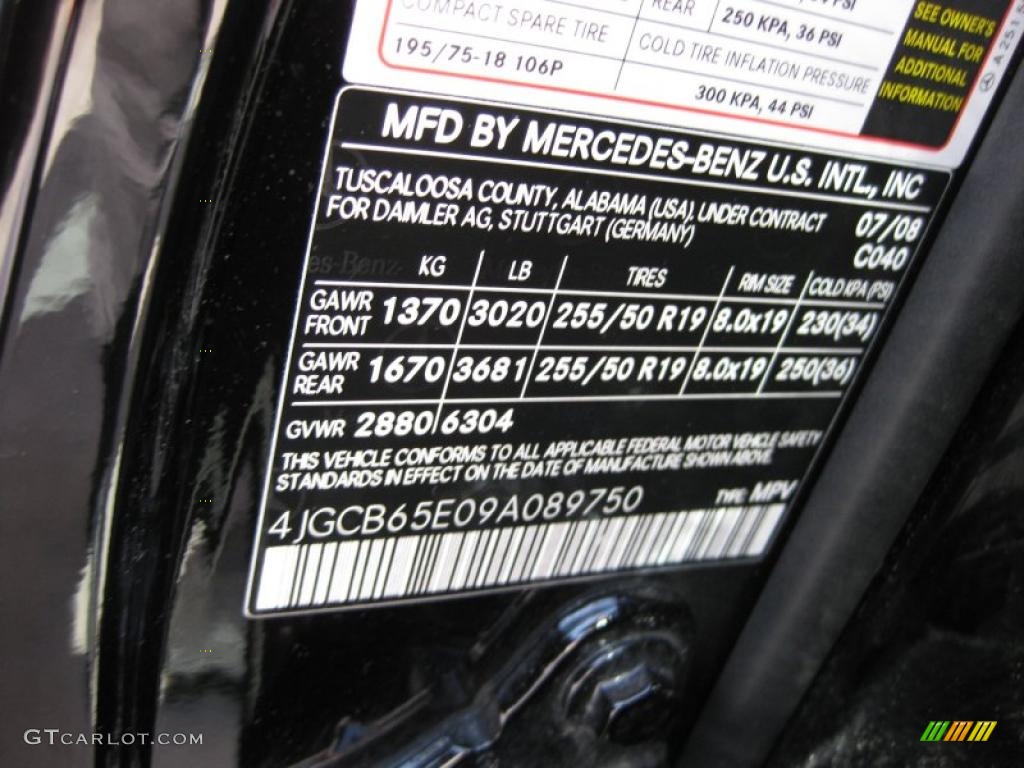 COMPACT SPARE TIRE
REAR
250 KPA, 36 PSI
195/75-18 106P
COLD TIRE INFLATION PRESSURE
300 KPA, 44 PSI
SEE OWNER'S
MANUAL FOR
ADDITIONAL
INFORMATION
MFD BY MERCEDES-BENZ U.S. INTL., INC
TUSCALOOSA COUNTY, ALABAMA (USA), UNDER CONTRACT 07/08
FOR DAIMLER AG, STUTTGART (GERMANY) C040
KG LB TIRES RIM SIZE COLD KPA (PSI)
GAWR FRONT 1370 3020 255/50 R19 8.0x19 230(34)
GAWR REAR 1670 3681 255/50 R19 8.0x19 250(36)
GVWR 2880 6304
THIS VEHICLE CONFORMS TO ALL APPLICABLE FEDERAL MOTOR VEHICLE SAFETY
STANDARDS IN EFFECT ON THE DATE OF MANUFACTURE SHOWN ABOVE.
4JGCB65E09A089750 TYPE MPV
GTCARLOT.COM